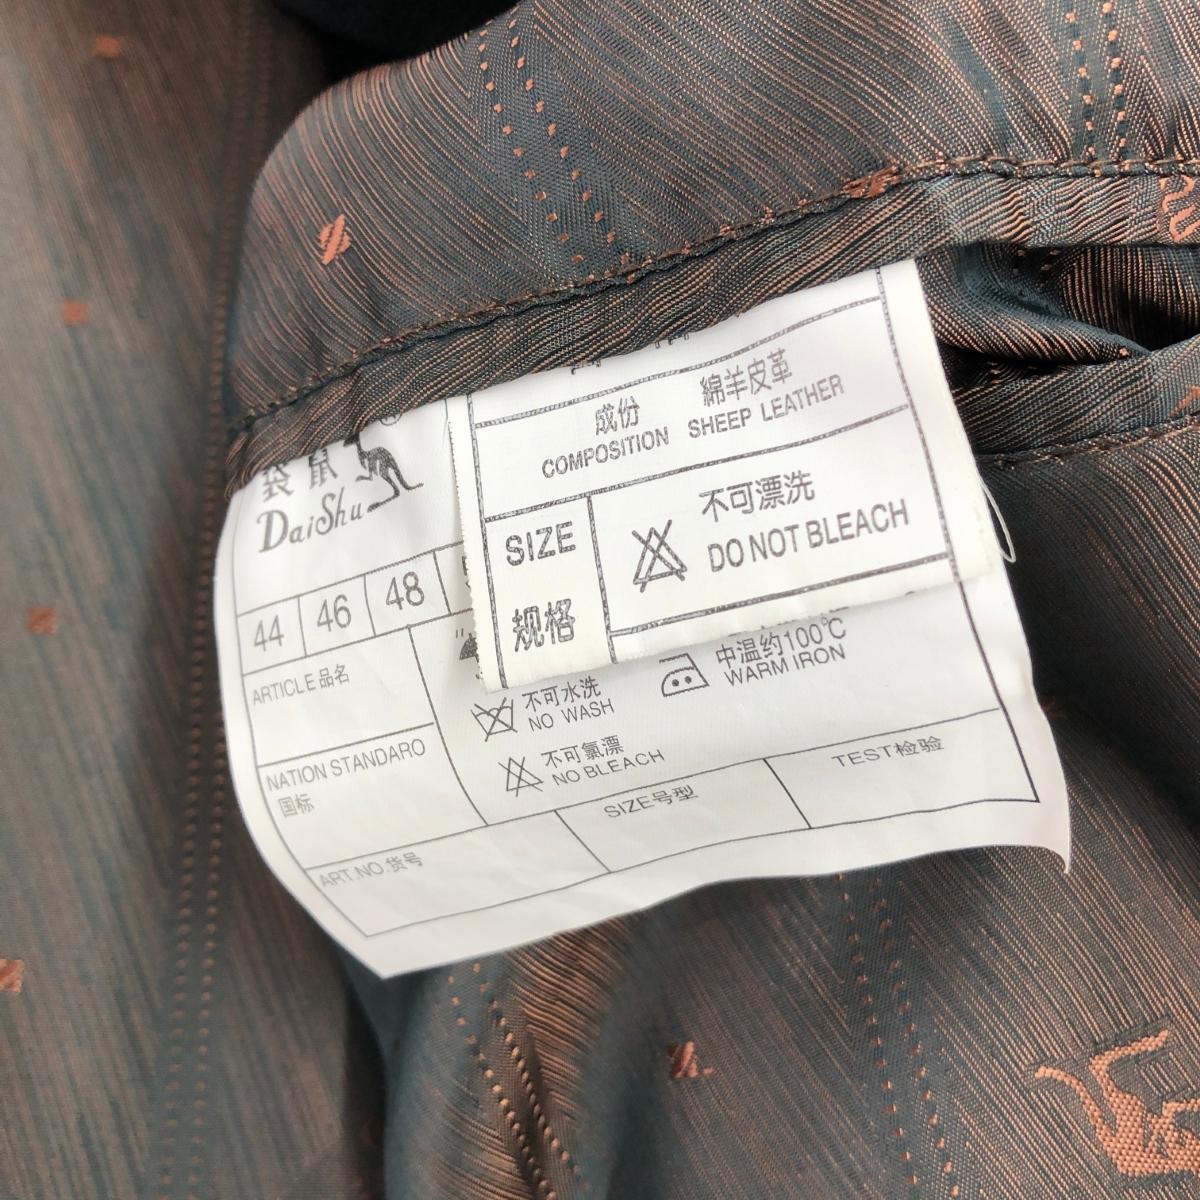 成份 綿羊皮革
COMPOSITION SHEEP LEATHER
SIZE
规格
不可漂洗
DO NOT BLEACH
袋鼠
DaiShu
44 46 48
ARTICLE品名
NATION STANDARO
国标
ART.NO.货号
不可水洗
NO WASH
不可氯漂
NO BLEACH
中温约100℃
WARM IRON
SIZE号型
TEST检验